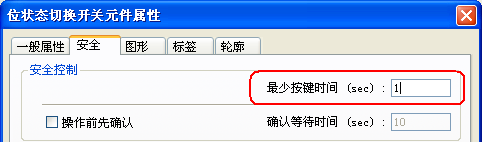 位状态切换开关元件属性
一般属性 安全 图形 标签 轮廓
安全控制
最少按键时间 (sec) : 1
操作前先确认 确认等待时间 (sec) : 10